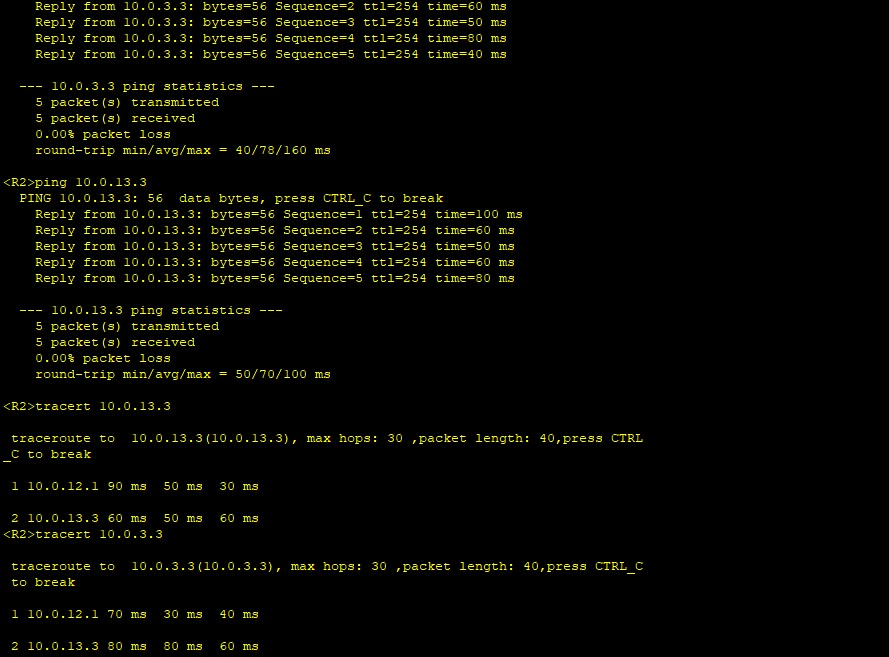 Reply from 10.0.3.3: bytes=56 Sequence=2 ttl=254 time=60 ms
Reply from 10.0.3.3: bytes=56 Sequence=3 ttl=254 time=50 ms
Reply from 10.0.3.3: bytes=56 Sequence=4 ttl=254 time=80 ms
Reply from 10.0.3.3: bytes=56 Sequence=5 ttl=254 time=40 ms
--- 10.0.3.3 ping statistics ---
5 packet(s) transmitted
5 packet(s) received
0.00% packet loss
round-trip min/avg/max = 40/78/160 ms
<R2>ping 10.0.13.3
PING 10.0.13.3: 56  data bytes, press CTRL_C to break
Reply from 10.0.13.3: bytes=56 Sequence=1 ttl=254 time=100 ms
Reply from 10.0.13.3: bytes=56 Sequence=2 ttl=254 time=60 ms
Reply from 10.0.13.3: bytes=56 Sequence=3 ttl=254 time=50 ms
Reply from 10.0.13.3: bytes=56 Sequence=4 ttl=254 time=60 ms
Reply from 10.0.13.3: bytes=56 Sequence=5 ttl=254 time=80 ms
--- 10.0.13.3 ping statistics ---
5 packet(s) transmitted
5 packet(s) received
0.00% packet loss
round-trip min/avg/max = 50/70/100 ms
<R2>tracert 10.0.13.3
traceroute to  10.0.13.3(10.0.13.3), max hops: 30 ,packet length: 40,press CTRL
_C to break
1 10.0.12.1 90 ms  50 ms  30 ms
2 10.0.13.3 60 ms  50 ms  60 ms
<R2>tracert 10.0.3.3
traceroute to  10.0.3.3(10.0.3.3), max hops: 30 ,packet length: 40,press CTRL_C
to break
1 10.0.12.1 70 ms  30 ms  40 ms
2 10.0.13.3 80 ms  80 ms  60 ms